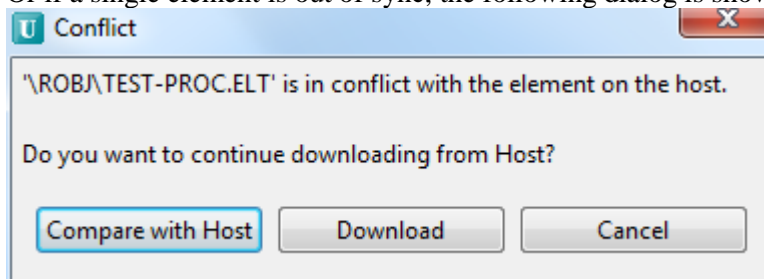 Or if a single element is out of sync, the following dialog is show
U Conflict
'\ROBJ\TEST-PROC.ELT' is in conflict with the element on the host.
Do you want to continue downloading from Host?
Compare with Host Download Cancel